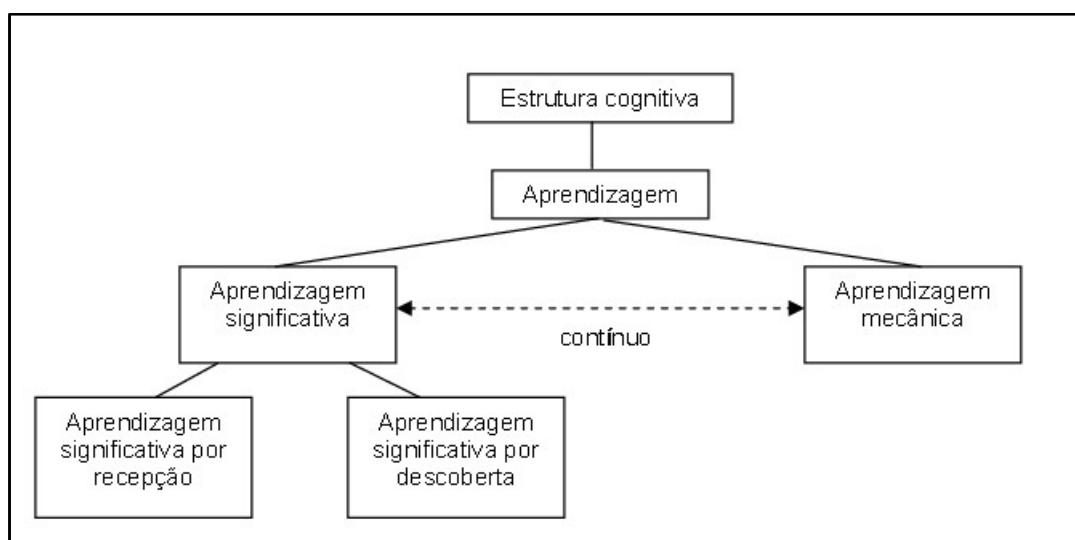 Estrutura cognitiva
Aprendizagem
Aprendizagem
significativa
Aprendizagem
mecânica
contínuo
Aprendizagem
significativa por
recepção
Aprendizagem
significativa por
descoberta